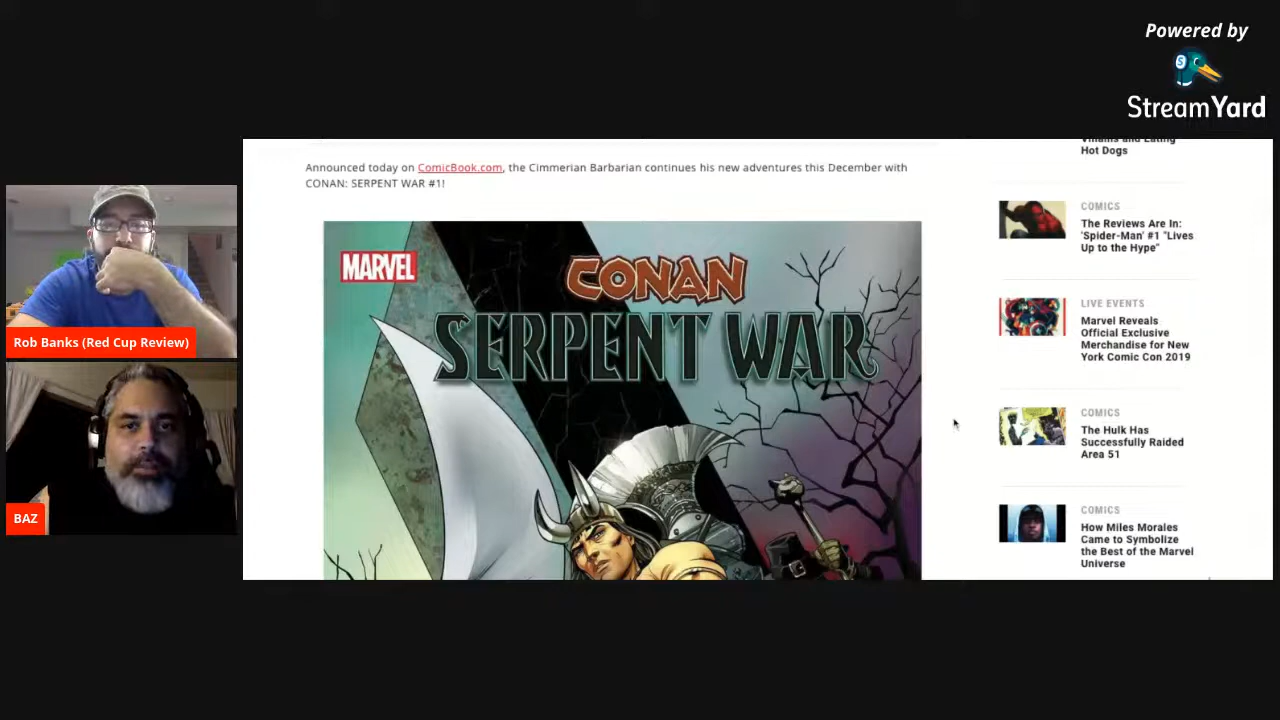 Powered by
StreamYard
Rob Banks (Red Cup Review)
BAZ
Announced today on ComicBook.com, the Cimmerian Barbarian continues his new adventures this December with
CONAN: SERPENT WAR #1!
MARVEL
CONAN
SERPENT WAR
Villains and Eating
Hot Dogs
COMICS
The Reviews Are In:
'Spider-Man' #1 "Lives
Up to the Hype"
LIVE EVENTS
Marvel Reveals
Official Exclusive
Merchandise for New
York Comic Con 2019
COMICS
The Hulk Has
Successfully Raided
Area 51
COMICS
How Miles Morales
Came to Symbolize
the Best of the Marvel
Universe